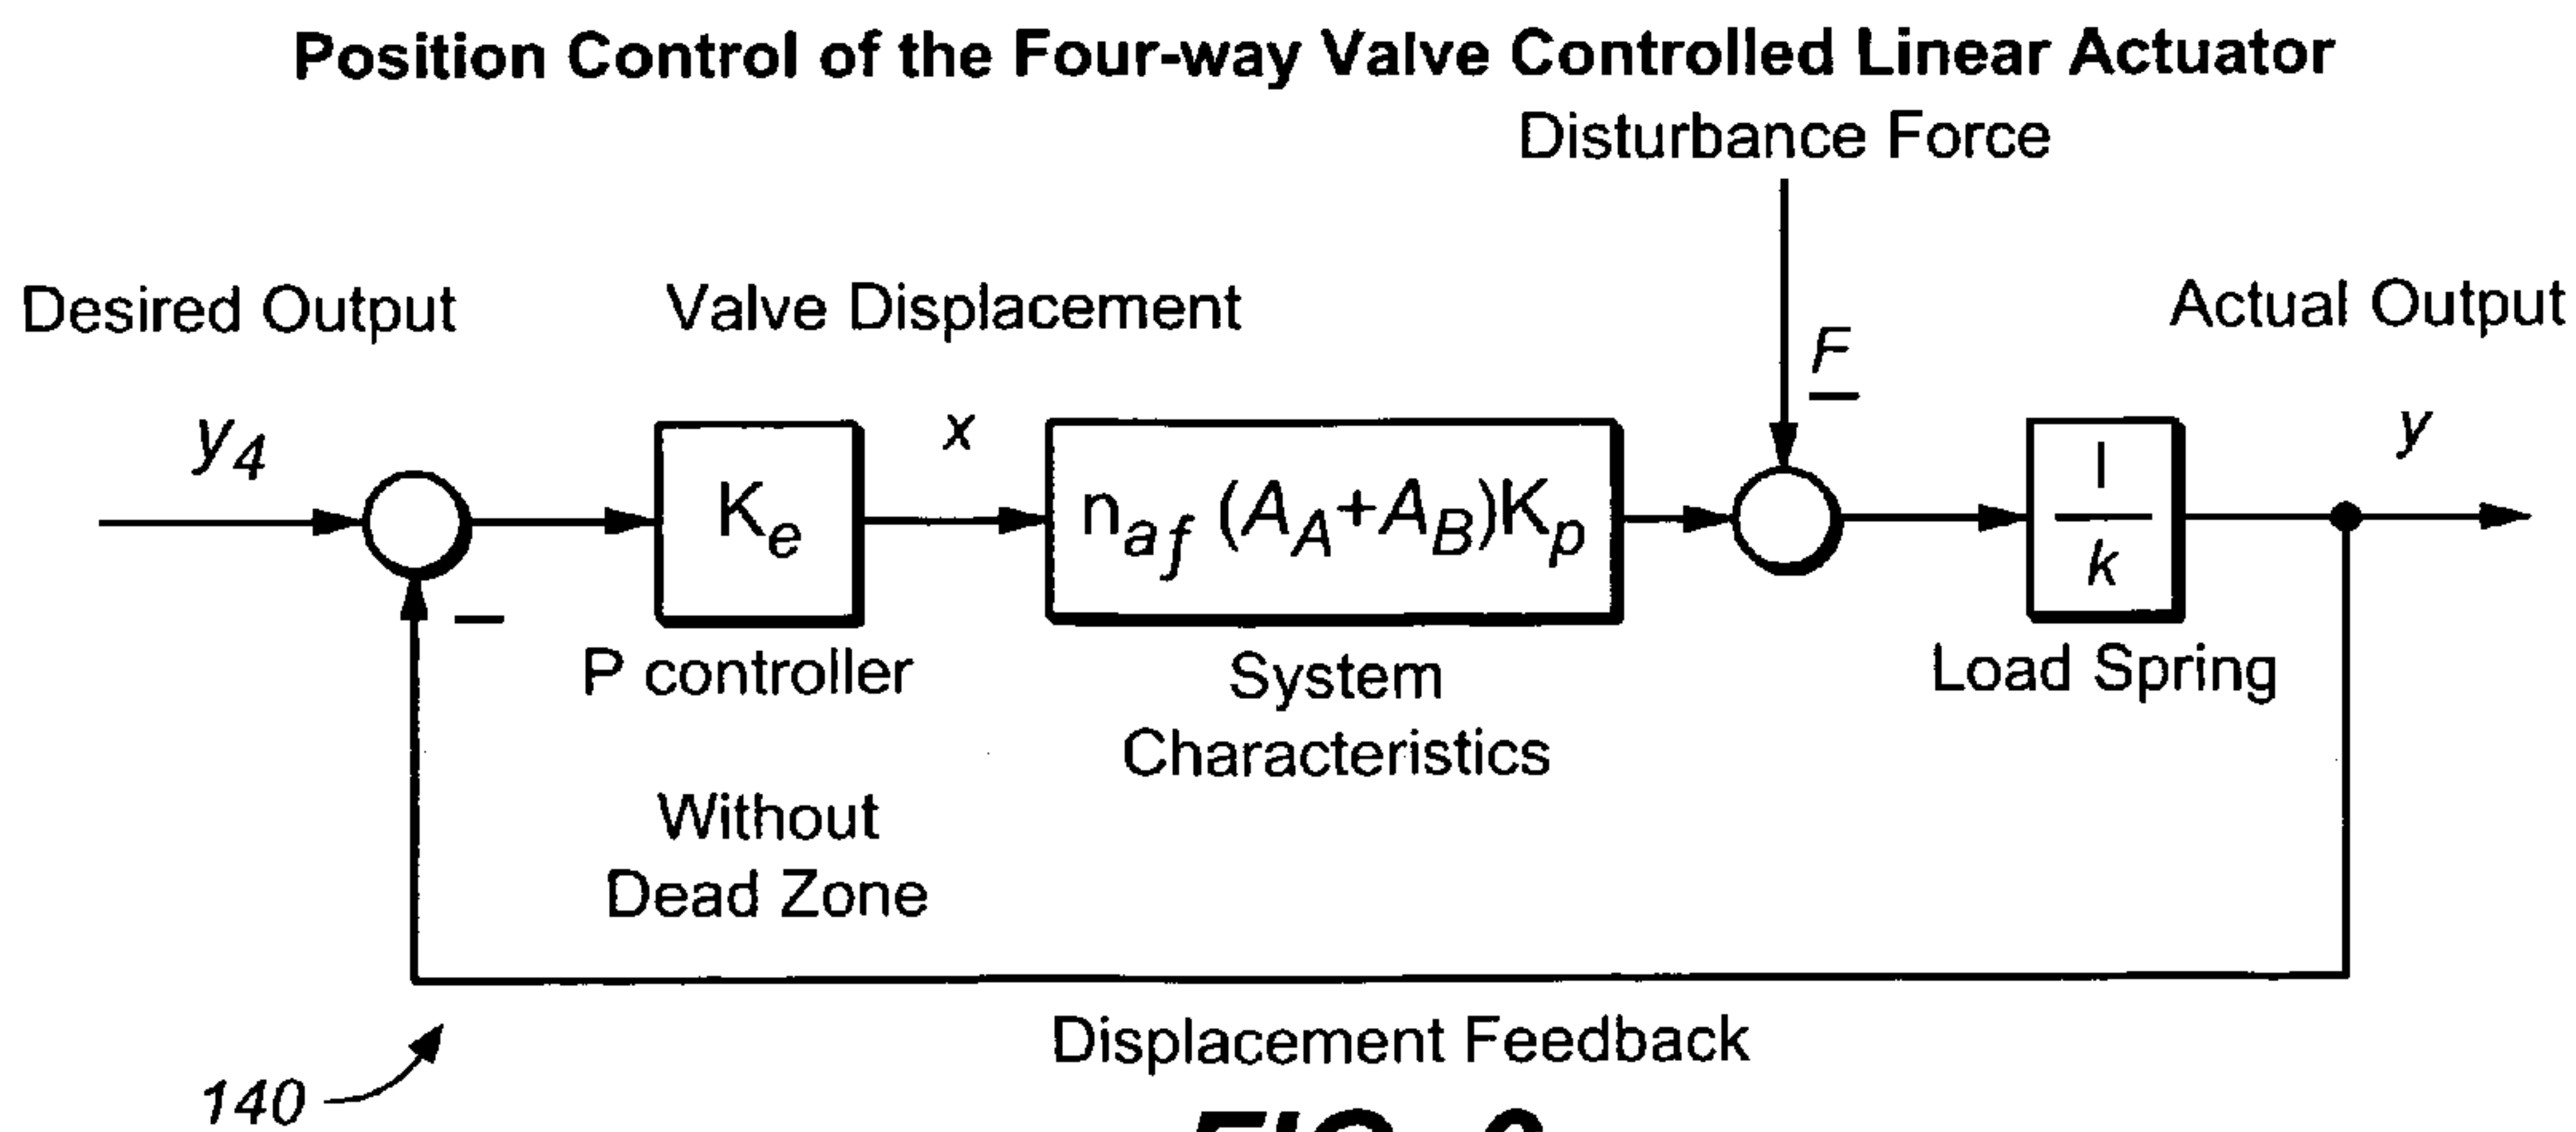 Position Control of the Four-way Valve Controlled Linear Actuator
Disturbance Force
Desired Output
Valve Displacement
Actual Output
F
y4
x
y
Ke
naf (AA+AB)Kp
l
k
–
–
P controller
System
Characteristics
Load Spring
Without
Dead Zone
Displacement Feedback
140